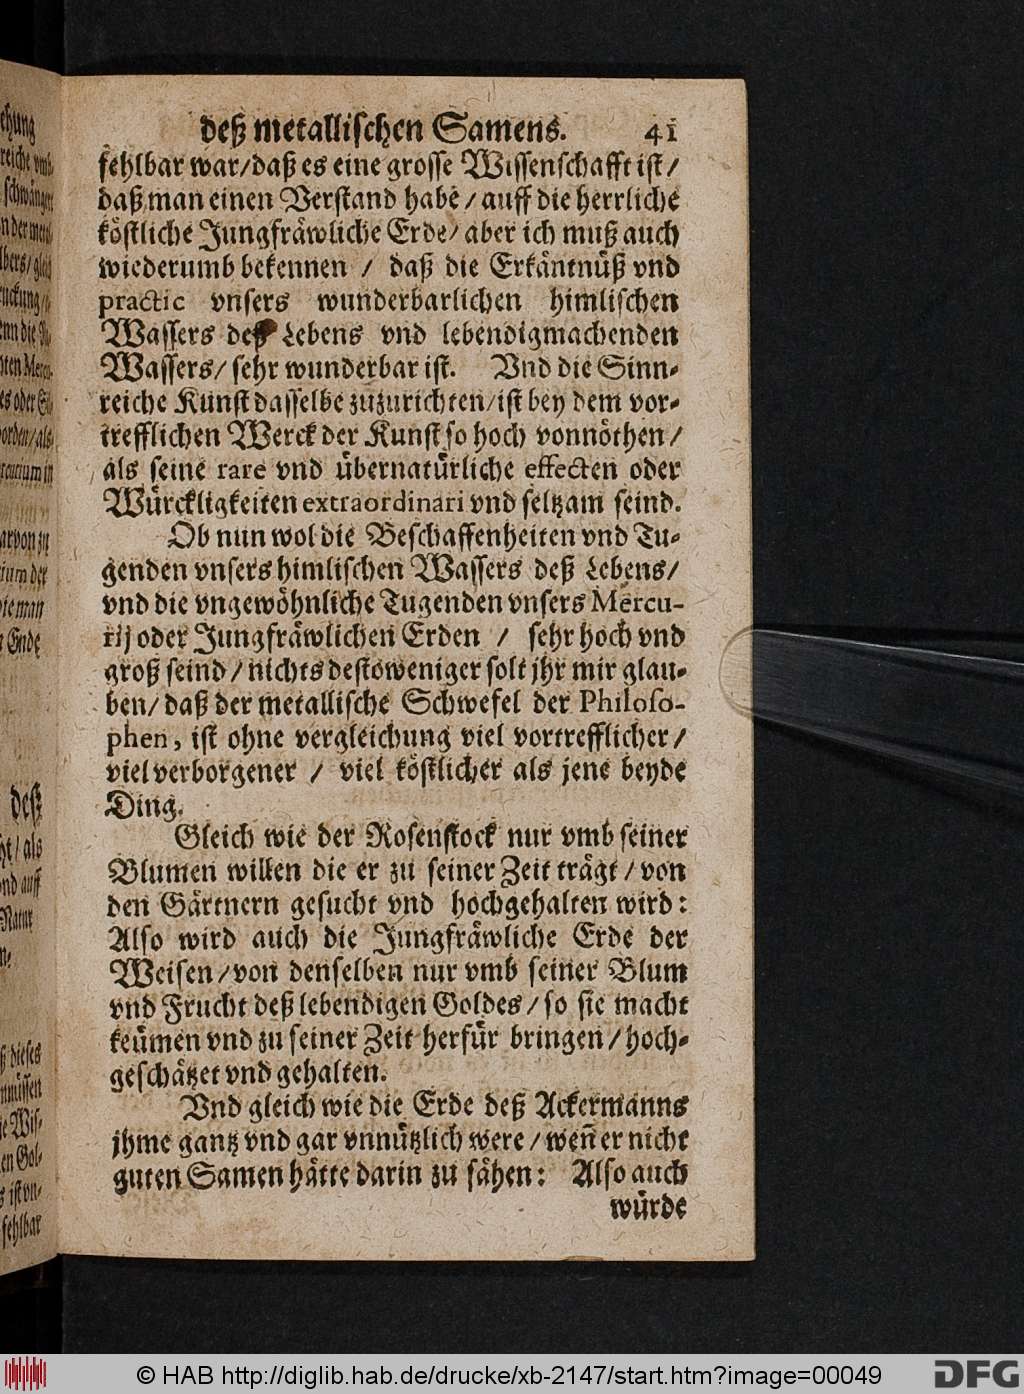 deß metallischen Samens. 41
fehlbar war/daß es eine grosse Wissenschafft ist/
daß man einen Verstand habe/auff die herrliche
köstliche Jungfräwliche Erde/aber ich muß auch
wiederumb bekennen / daß die Erkäntnüß vnd
practic vnsers wunderbarlichen himlischen
Wassers deß Lebens vnd lebendigmachenden
Wassers/ sehr wunderbar ist. Vnd die Sinn-
reiche Kunst dasselbe zuzurichten/ist bey dem vor-
trefflichen Werck der Kunst so hoch vonnöthen/
als seine rare vnd übernatürliche effecten oder
Würckligkeiten extraordinari vnd seltzam seind.
Ob nun wol die Beschaffenheiten vnd Tu-
genden vnsers himlischen Wassers deß Lebens/
vnd die vngewöhnliche Tugenden vnsers Mercu-
rij oder Jungfräwlichen Erden / sehr hoch vnd
groß seind/nichts destoweniger solt jhr mir glau-
ben/daß der metallische Schwefel der Philoso-
phen, ist ohne vergleichung viel vortrefflicher/
viel verborgener / viel köstlicher als jene beyde
Ding.
Gleich wie der Rosenstock nur vmb seiner
Blumen willen die er zu seiner Zeit trägt/von
den Gärtnern gesucht vnd hochgehalten wird:
Also wird auch die Jungfräwliche Erde der
Weisen/von denselben nur vmb seiner Blum
vnd Frucht deß lebendigen Goldes/so sie macht
keümen vnd zu seiner Zeit herfür bringen/hoch-
geschätzet vnd gehalten.
Vnd gleich wie die Erde deß Ackermanns
jhme gantz vnd gar vnnützlich were/weñ er nicht
guten Samen hätte darin zu sähen: Also auch
würde
© HAB http://diglib.hab.de/drucke/xb-2147/start.htm?image=00049
DFG